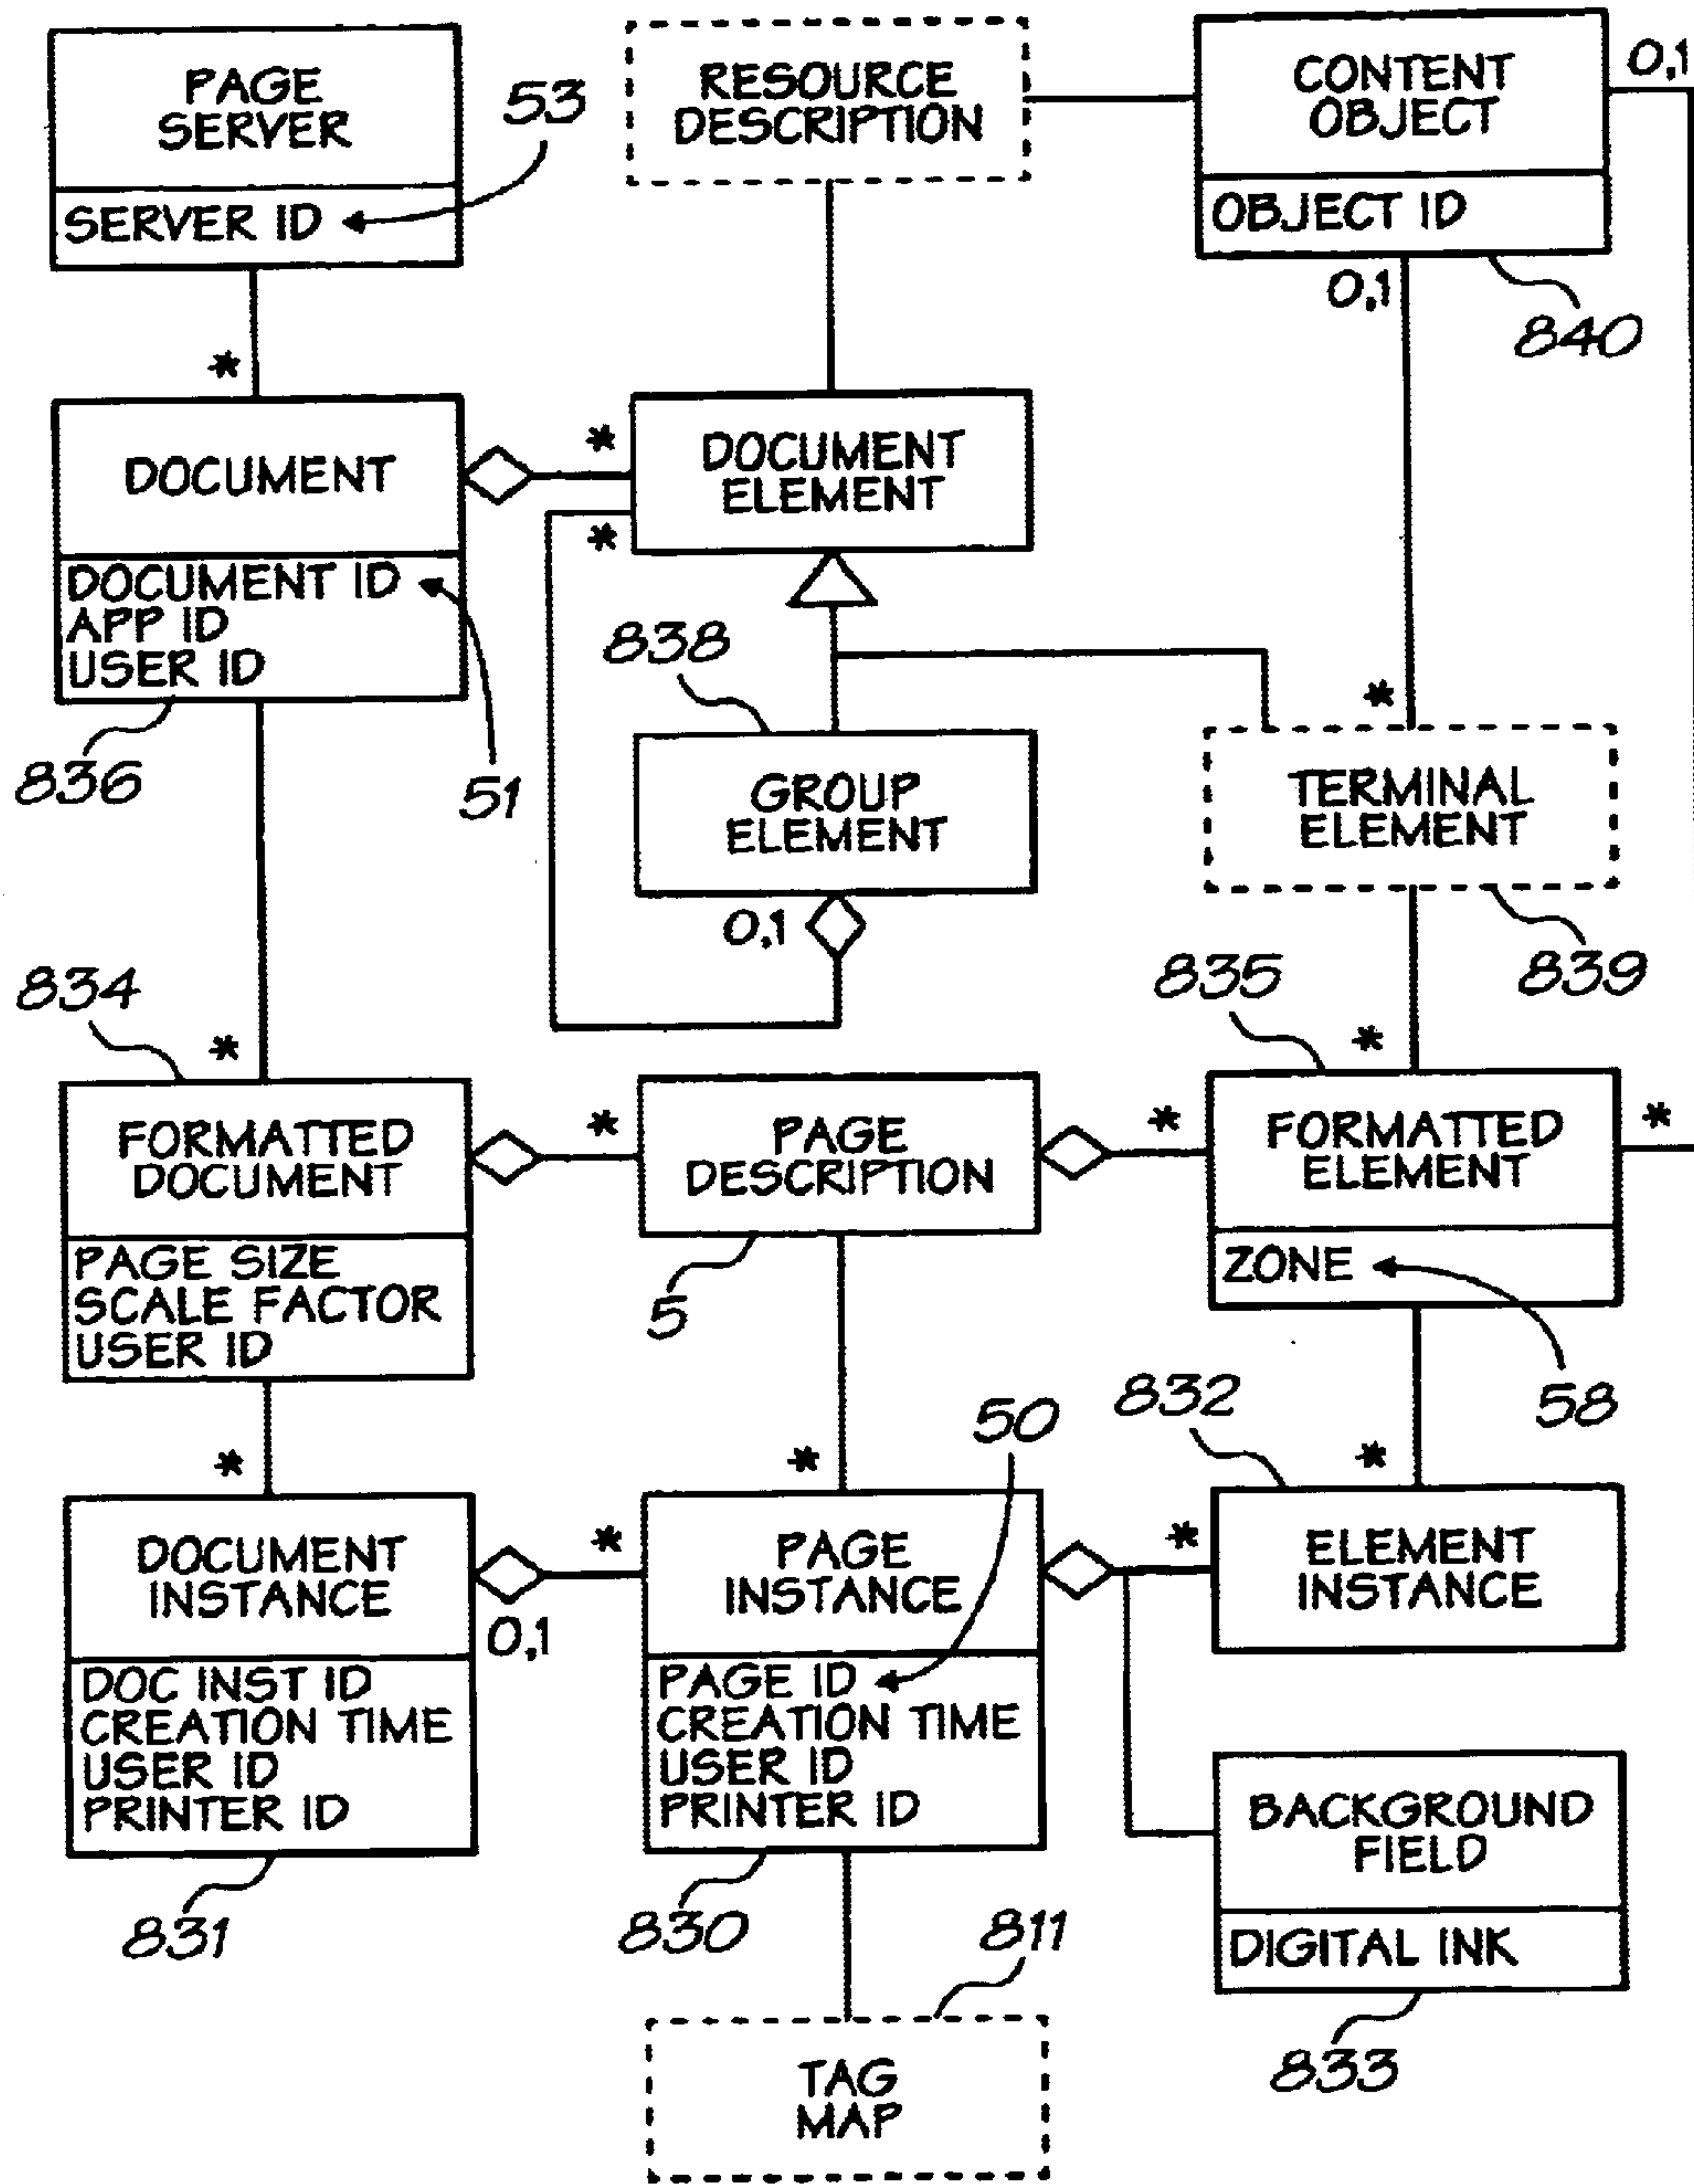 PAGE
SERVER
SERVER ID
53
RESOURCE
DESCRIPTION
CONTENT
OBJECT
OBJECT ID
0,1
0,1
840
*
DOCUMENT
DOCUMENT ID
APP ID
USER ID
836
51
*
*
DOCUMENT
ELEMENT
838
GROUP
ELEMENT
0,1
*
TERMINAL
ELEMENT
839
834
*
FORMATTED
DOCUMENT
PAGE SIZE
SCALE FACTOR
USER ID
*
PAGE
DESCRIPTION
5
835
*
*
FORMATTED
ELEMENT
*
ZONE
58
*
DOCUMENT
INSTANCE
DOC INST ID
CREATION TIME
USER ID
PRINTER ID
831
0,1
*
*
50
PAGE
INSTANCE
PAGE ID
CREATION TIME
USER ID
PRINTER ID
830
832
*
*
ELEMENT
INSTANCE
BACKGROUND
FIELD
DIGITAL INK
833
811
TAG
MAP